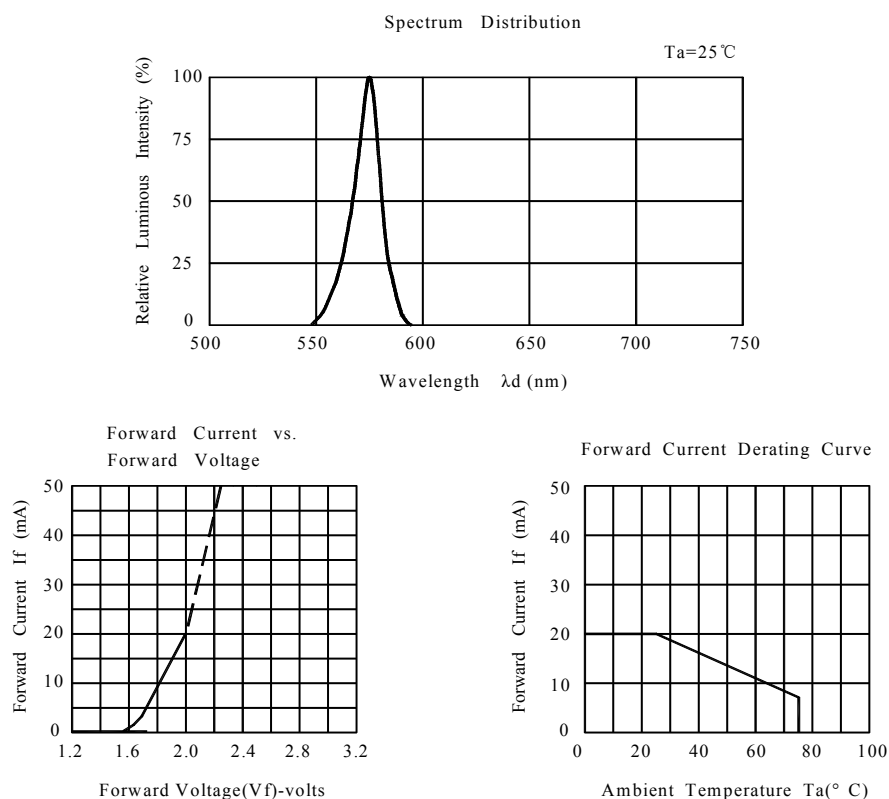 Spectrum Distribution
Ta=25℃
Relative Luminous Intensity (%)
100
75
50
25
0
500 550 600 650 700 750
Wavelength λd (nm)
Forward Current vs.
Forward Voltage
Forward Current If (mA)
50
40
30
20
10
0
1.2 1.6 2.0 2.4 2.8 3.2
Forward Voltage(Vf)-volts
Forward Current Derating Curve
Forward Current If (mA)
50
40
30
20
10
0
0 20 40 60 80 100
Ambient Temperature Ta(° C)